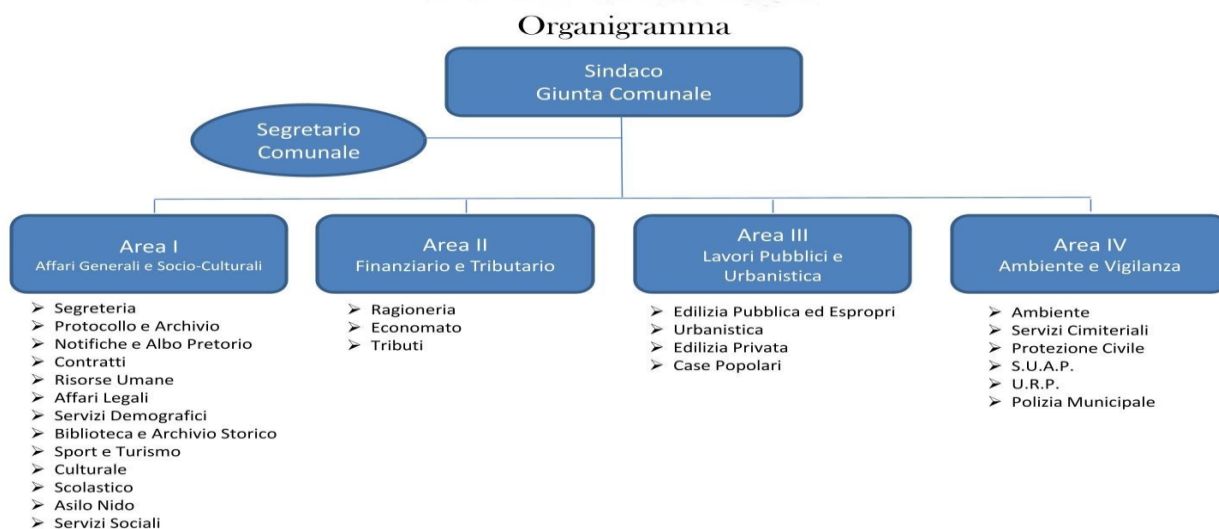 Organigramma
Sindaco
Giunta Comunale
Segretario
Comunale
Area I
Affari Generali e Socio-Culturali
➢ Segreteria
➢ Protocollo e Archivio
➢ Notifiche e Albo Pretorio
➢ Contratti
➢ Risorse Umane
➢ Affari Legali
➢ Servizi Demografici
➢ Biblioteca e Archivio Storico
➢ Sport e Turismo
➢ Culturale
➢ Scolastico
➢ Asilo Nido
➢ Servizi Sociali
Area II
Finanziario e Tributario
➢ Ragioneria
➢ Economato
➢ Tributi
Area III
Lavori Pubblici e
Urbanistica
➢ Edilizia Pubblica ed Espropri
➢ Urbanistica
➢ Edilizia Privata
➢ Case Popolari
Area IV
Ambiente e Vigilanza
➢ Ambiente
➢ Servizi Cimiteriali
➢ Protezione Civile
➢ S.U.A.P.
➢ U.R.P.
➢ Polizia Municipale